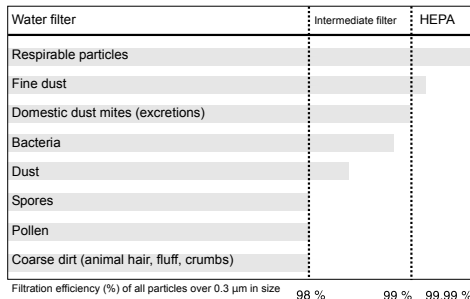 Water filter Intermediate filter HEPA
Respirable particles
Fine dust
Domestic dust mites (excretions)
Bacteria
Dust
Spores
Pollen
Coarse dirt (animal hair, fluff, crumbs)
Filtration efficiency (%) of all particles over 0.3 µm in size 98 % 99 % 99.99 %